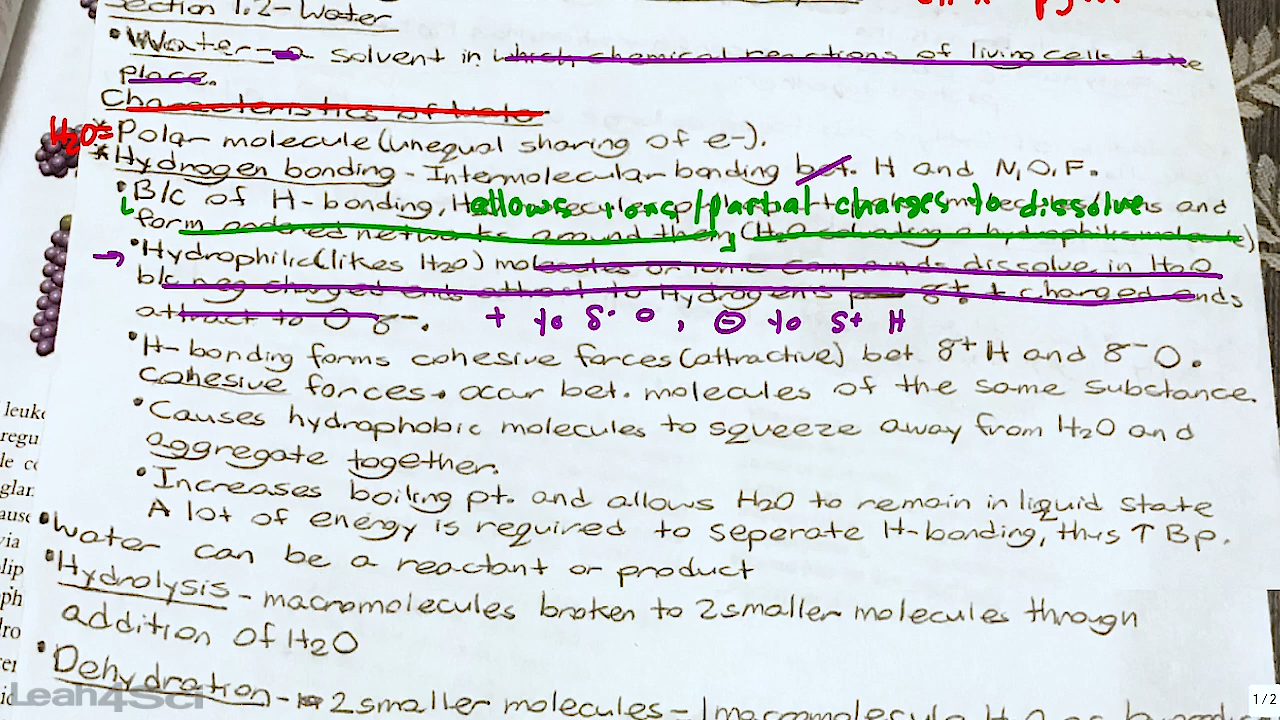 Section 1.2-Water
•Water- a solvent in which chemical reactions of living cells take
place.
Characteristics of Wate
H2O= *Polar molecule (unequal sharing of e-).
*Hydrogen bonding - Intermolecular bonding bet. H and N,O,F.
•B/c of H-bonding, allows ions/partial charges to dissolve and
form ordered networks around them (H2O a hydrophilic molecule)
→ •Hydrophilic (likes H2O) molecules or ionic compounds dissolve in H2O
b/c neg charged ends attract to Hydrogens δ+ + charged ends
attract to O δ-. + to δ- O, ⊖ to δ+ H
•H-bonding forms cohesive forces (attractive) bet δ+ H and δ- O.
cohesive forces• occur bet. molecules of the same substance.
•Causes hydrophobic molecules to squeeze away from H2O and
aggregate together.
•Increases boiling pt. and allows H2O to remain in liquid state
A lot of energy is required to seperate H-bonding, thus ↑ Bp.
•Water can be a reactant or product
•Hydrolysis - macromolecules broken to 2 smaller molecules through
addition of H2O
•Dehydration - 2 smaller molecules - 1 macromolecule
Leah4Sci
1/2